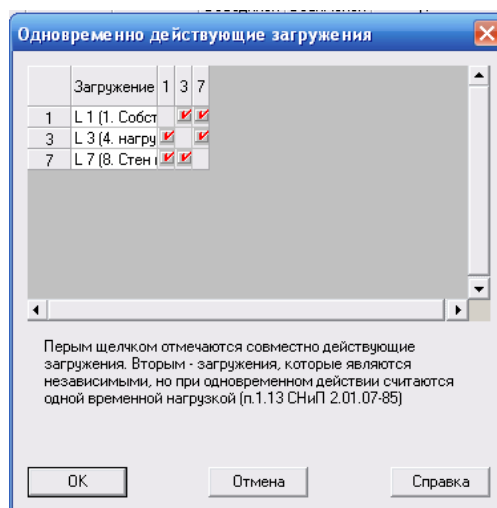 Одновременно действующие загружения
Загружение 1 3 7
1 L 1 (1. Собст
3 L 3 (4. нагру
7 L 7 (8. Стен
Перым щелчком отмечаются совместно действующие
загружения. Вторым - загружения, которые являются
независимыми, но при одновременном действии считаются
одной временной нагрузкой (п.1.13 СНиП 2.01.07-85)
OK Отмена Справка